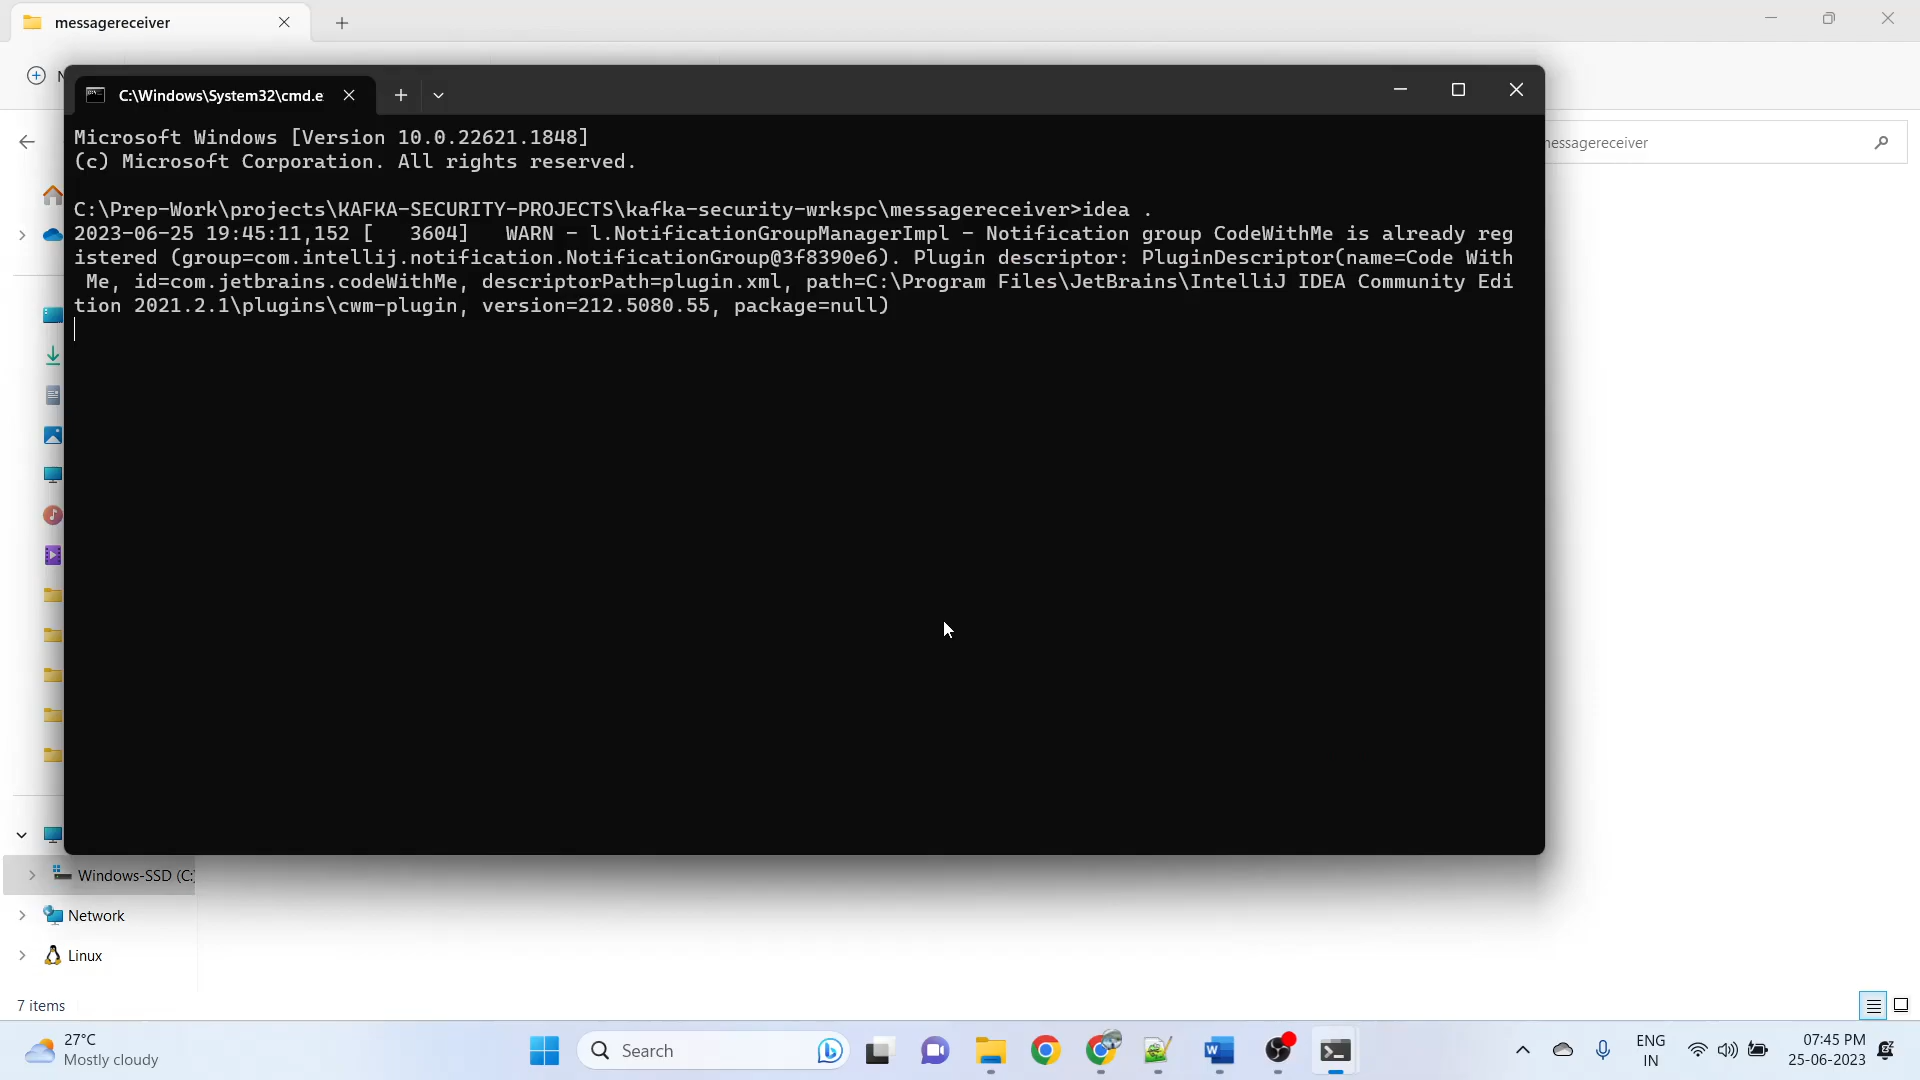 messagereceiver
C:\Windows\System32\cmd.e
Microsoft Windows [Version 10.0.22621.1848]
(c) Microsoft Corporation. All rights reserved.
messagereceiver
C:\Prep-Work\projects\KAFKA-SECURITY-PROJECTS\kafka-security-wrkspc\messagereceiver>idea .
2023-06-25 19:45:11,152 [   3604]   WARN - l.NotificationGroupManagerImpl - Notification group CodeWithMe is already reg
istered (group=com.intellij.notification.NotificationGroup@3f8390e6). Plugin descriptor: PluginDescriptor(name=Code With
 Me, id=com.jetbrains.codeWithMe, descriptorPath=plugin.xml, path=C:\Program Files\JetBrains\IntelliJ IDEA Community Edi
tion 2021.2.1\plugins\cwm-plugin, version=212.5080.55, package=null)
Windows-SSD (C:
Network
Linux
7 items
27°C
Mostly cloudy
Search
ENG
IN
07:45 PM
25-06-2023